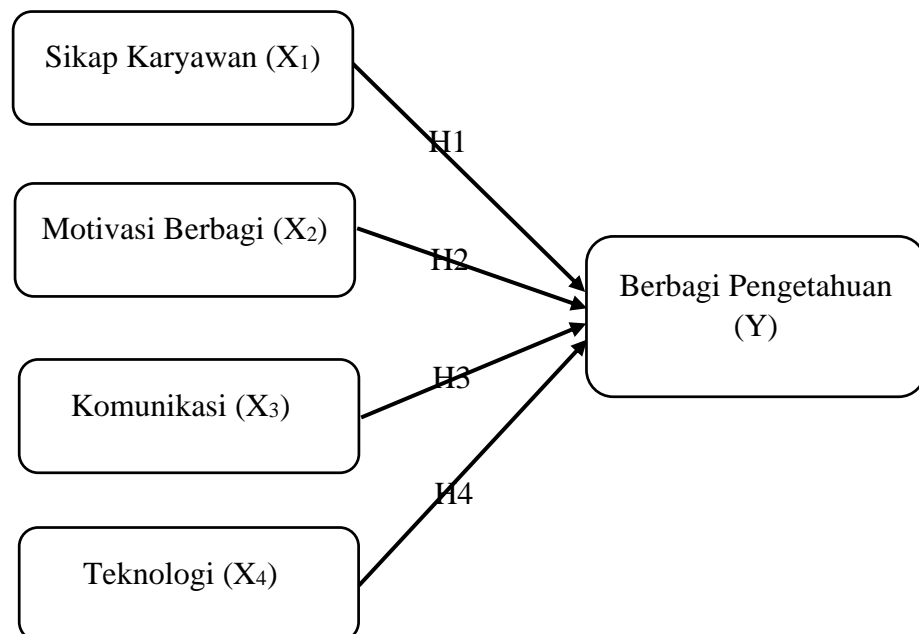 Sikap Karyawan (X₁)
H1
Motivasi Berbagi (X₂)
H2
Berbagi Pengetahuan
(Y)
Komunikasi (X₃)
H3
H4
Teknologi (X₄)